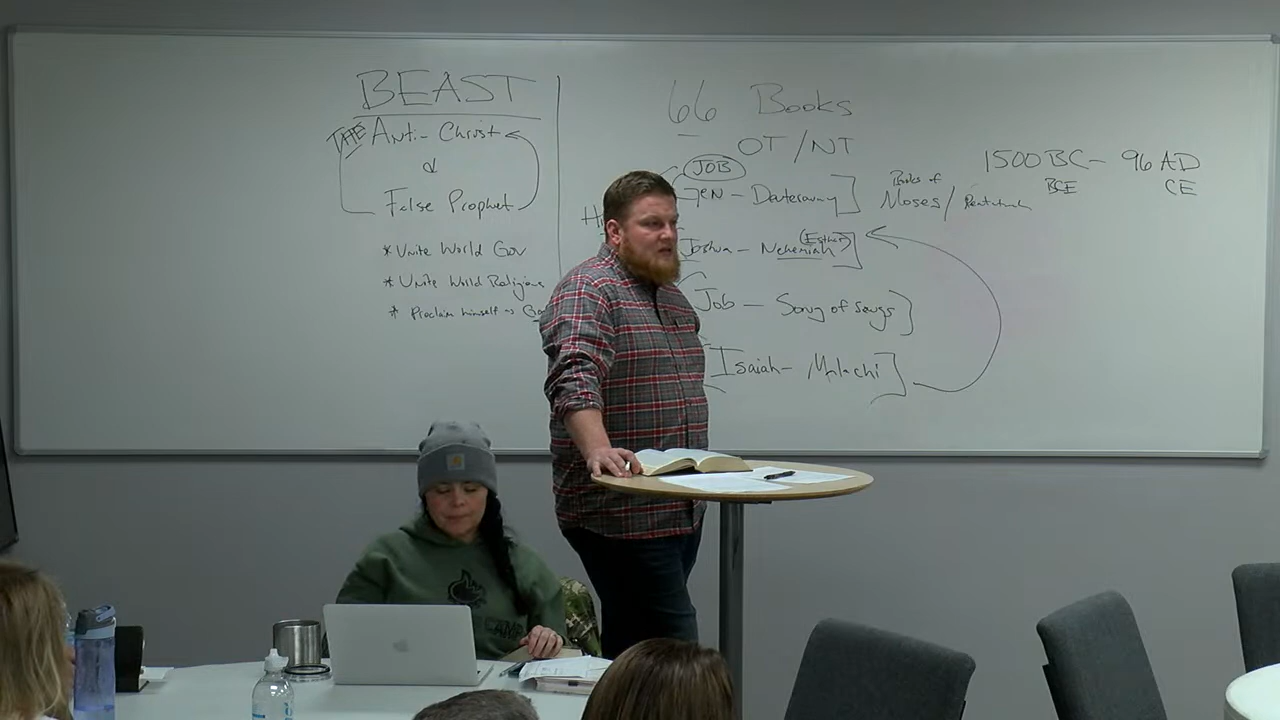 BEAST
THE Anti-Christ
&
False Prophet
* Unite World Gov
* Unite World Religions
* Proclaim himself as
66 Books
OT/NT
JOB
GEN - Deuteronomy
Books of
Moses/
1500 BC - 96 AD
BCE CE
(Esther)
Joshua - Nehemiah
Job - Song of Songs
Isaiah - Malachi